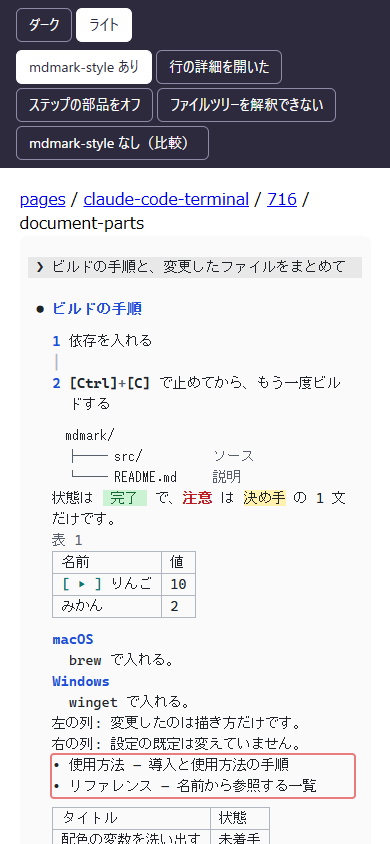 ダーク ライト
mdmark-style あり 行の詳細を開いた
ステップの部品をオフ ファイルツリーを解釈できない
mdmark-style なし（比較）
pages / claude-code-terminal / 716 /
document-parts
❯ ビルドの手順と、変更したファイルをまとめて
● ビルドの手順
1 依存を入れる
2 [Ctrl]+[C] で止めてから、もう一度ビル
ドする
mdmark/
├── src/ ソース
└── README.md 説明
状態は 完了 で、注意 は 決め手 の 1 文
だけです。
表 1
名前 値
[ ▸ ] りんご 10
みかん 2
macOS
brew で入れる。
Windows
winget で入れる。
左の列: 変更したのは描き方だけです。
右の列: 設定の既定は変えていません。
• 使用方法 — 導入と使用方法の手順
• リファレンス — 名前から参照する一覧
タイトル 状態
配色の変数を洗い出す 未着手